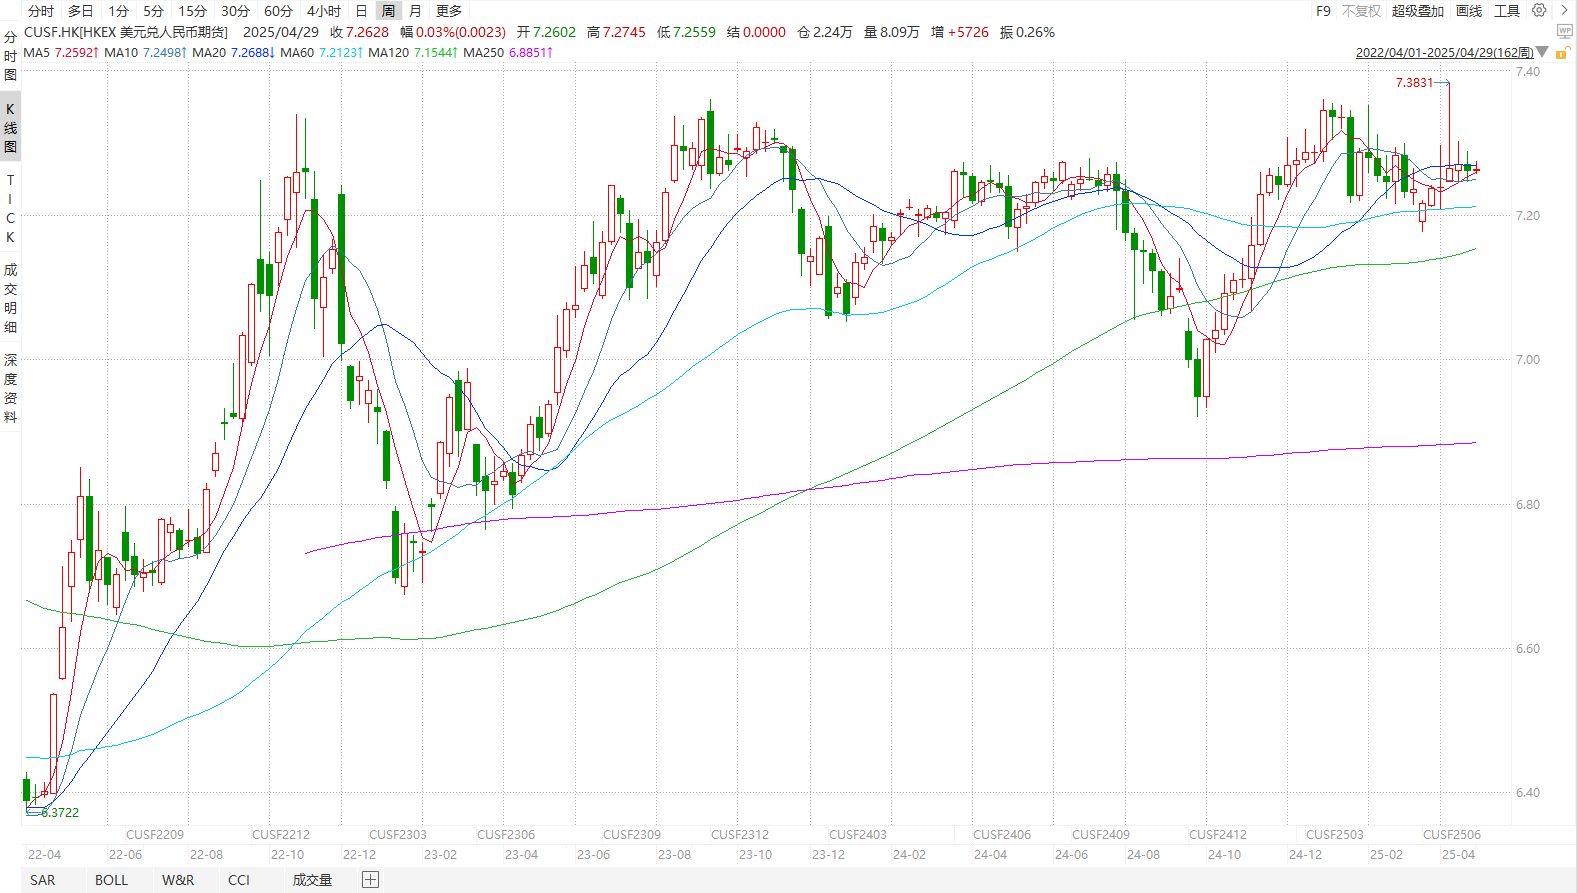 分时 多日 1分 5分 15分 30分 60分 4小时 日 周 月 更多 F9 不复权 超级叠加 画线 工具
CUSF.HK[HKEX 美元兑人民币期货] 2025/04/29 收 7.2628 幅 0.03%(0.0023) 开 7.2602 高 7.2745 低 7.2559 结 0.0000 仓 2.24万 量 8.09万 增 +5726 振 0.26%
WP
MA5 7.2592↑ MA10 7.2498↑ MA20 7.2688↓ MA60 7.2123↑ MA120 7.1544↑ MA250 6.8851↑
2022/04/01-2025/04/29(162周)
分时图
K线图
TICK
成交明细
深度资料
7.40
7.3831
7.20
7.00
6.80
6.60
6.40
6.3722
CUSF2209 CUSF2212 CUSF2303 CUSF2306 CUSF2309 CUSF2312 CUSF2403 CUSF2406 CUSF2409 CUSF2412 CUSF2503 CUSF2506
22-04 22-06 22-08 22-10 22-12 23-02 23-04 23-06 23-08 23-10 23-12 24-02 24-04 24-06 24-08 24-10 24-12 25-02 25-04
SAR BOLL W&R CCI 成交量